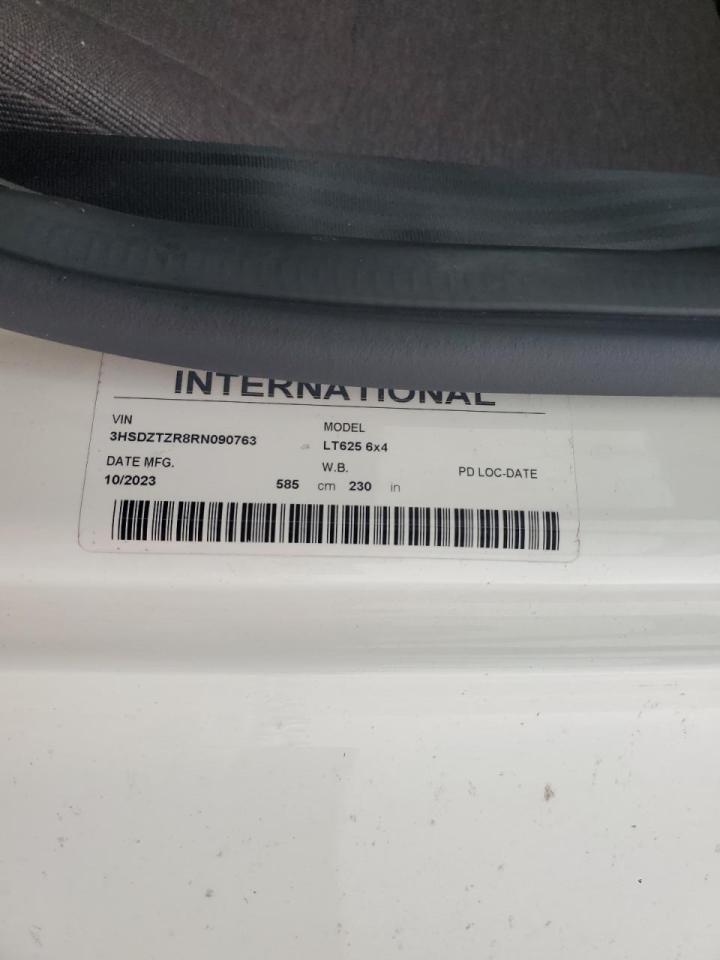 INTERNATIONAL
VIN MODEL
3HSDZTZR8RN090763 LT625 6x4
DATE MFG. W.B. PD LOC-DATE
10/2023 585 cm 230 in